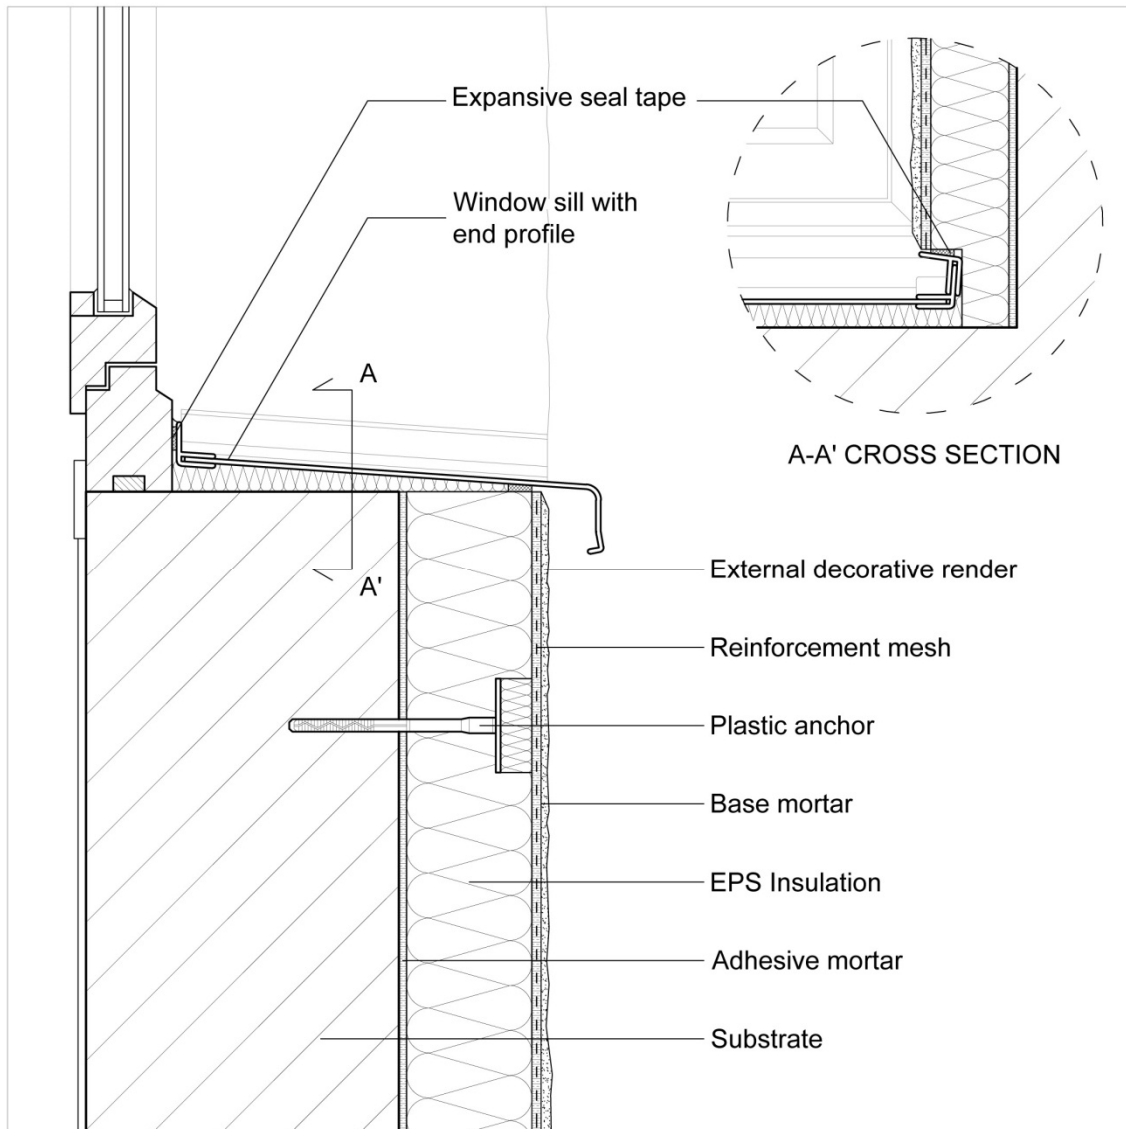 Expansive seal tape
Window sill with
end profile
A
A-A' CROSS SECTION
A'
External decorative render
Reinforcement mesh
Plastic anchor
Base mortar
EPS Insulation
Adhesive mortar
Substrate